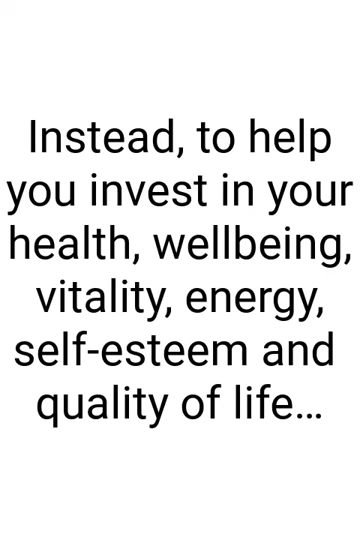 Instead, to help
you invest in your
health, wellbeing,
vitality, energy,
self-esteem and
quality of life...